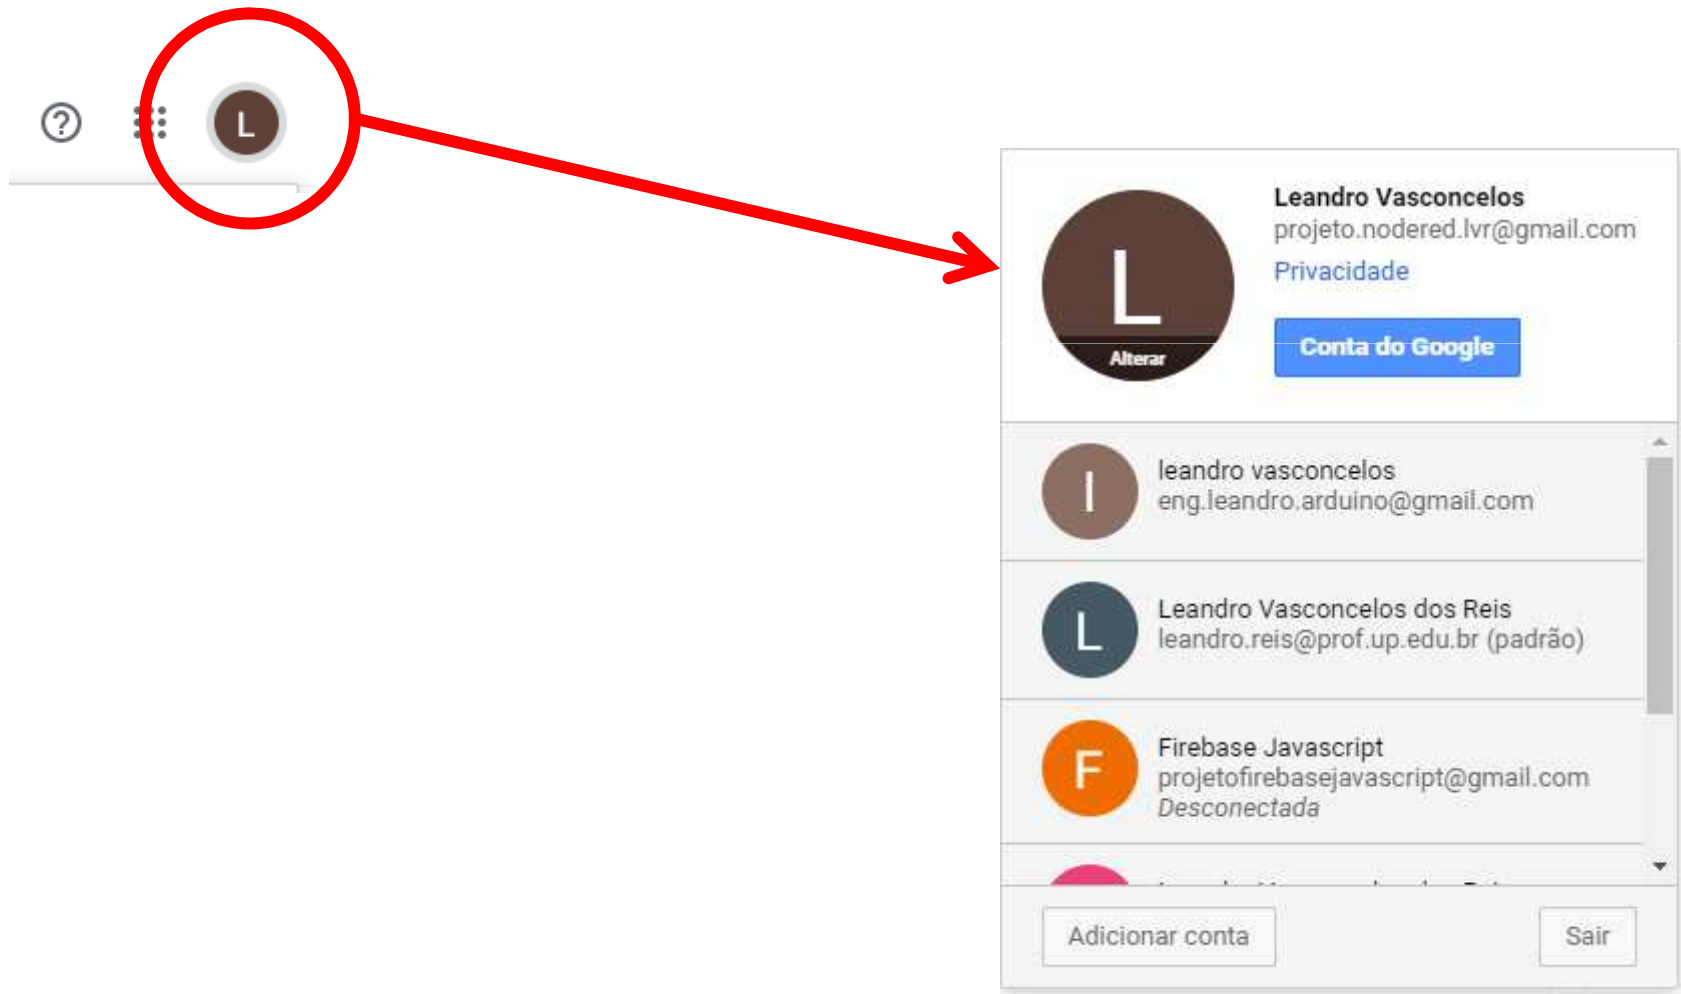 L
Leandro Vasconcelos
projeto.nodered.lvr@gmail.com
Privacidade
L
Alterar
Conta do Google
l
leandro vasconcelos
eng.leandro.arduino@gmail.com
L
Leandro Vasconcelos dos Reis
leandro.reis@prof.up.edu.br (padrão)
F
Firebase Javascript
projetofirebasejavascript@gmail.com
Desconectada
Adicionar conta
Sair